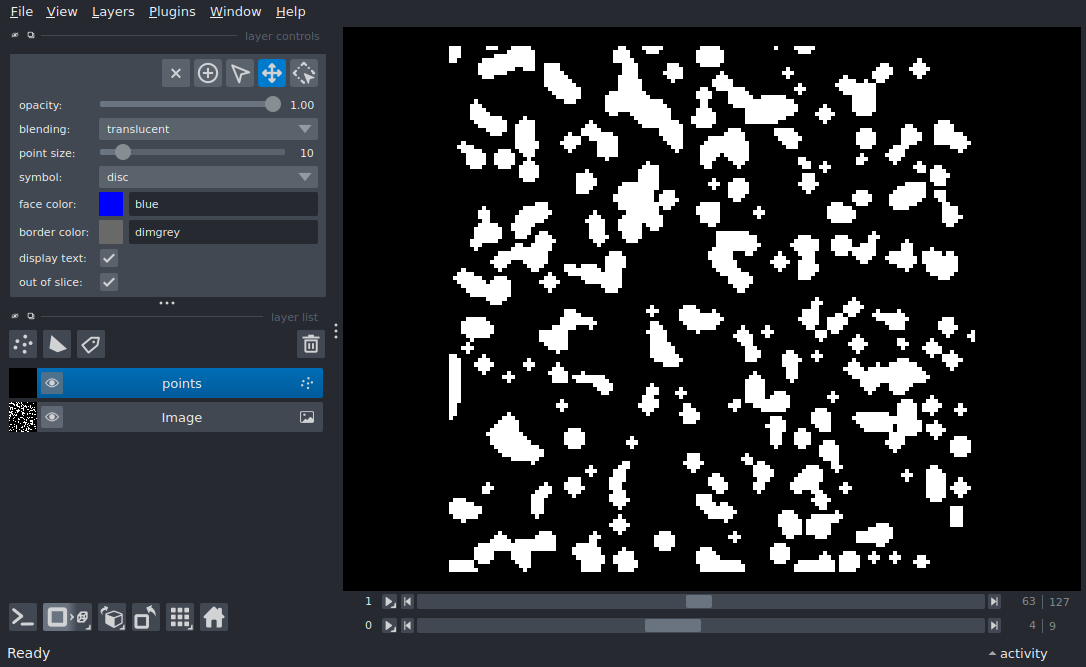 File View Layers Plugins Window Help
layer controls
opacity: 1.00
blending: translucent
point size: 10
symbol: disc
face color: blue
border color: dimgrey
display text:
out of slice:
layer list
points
Image
1 63 | 127
0 4 | 9
Ready activity